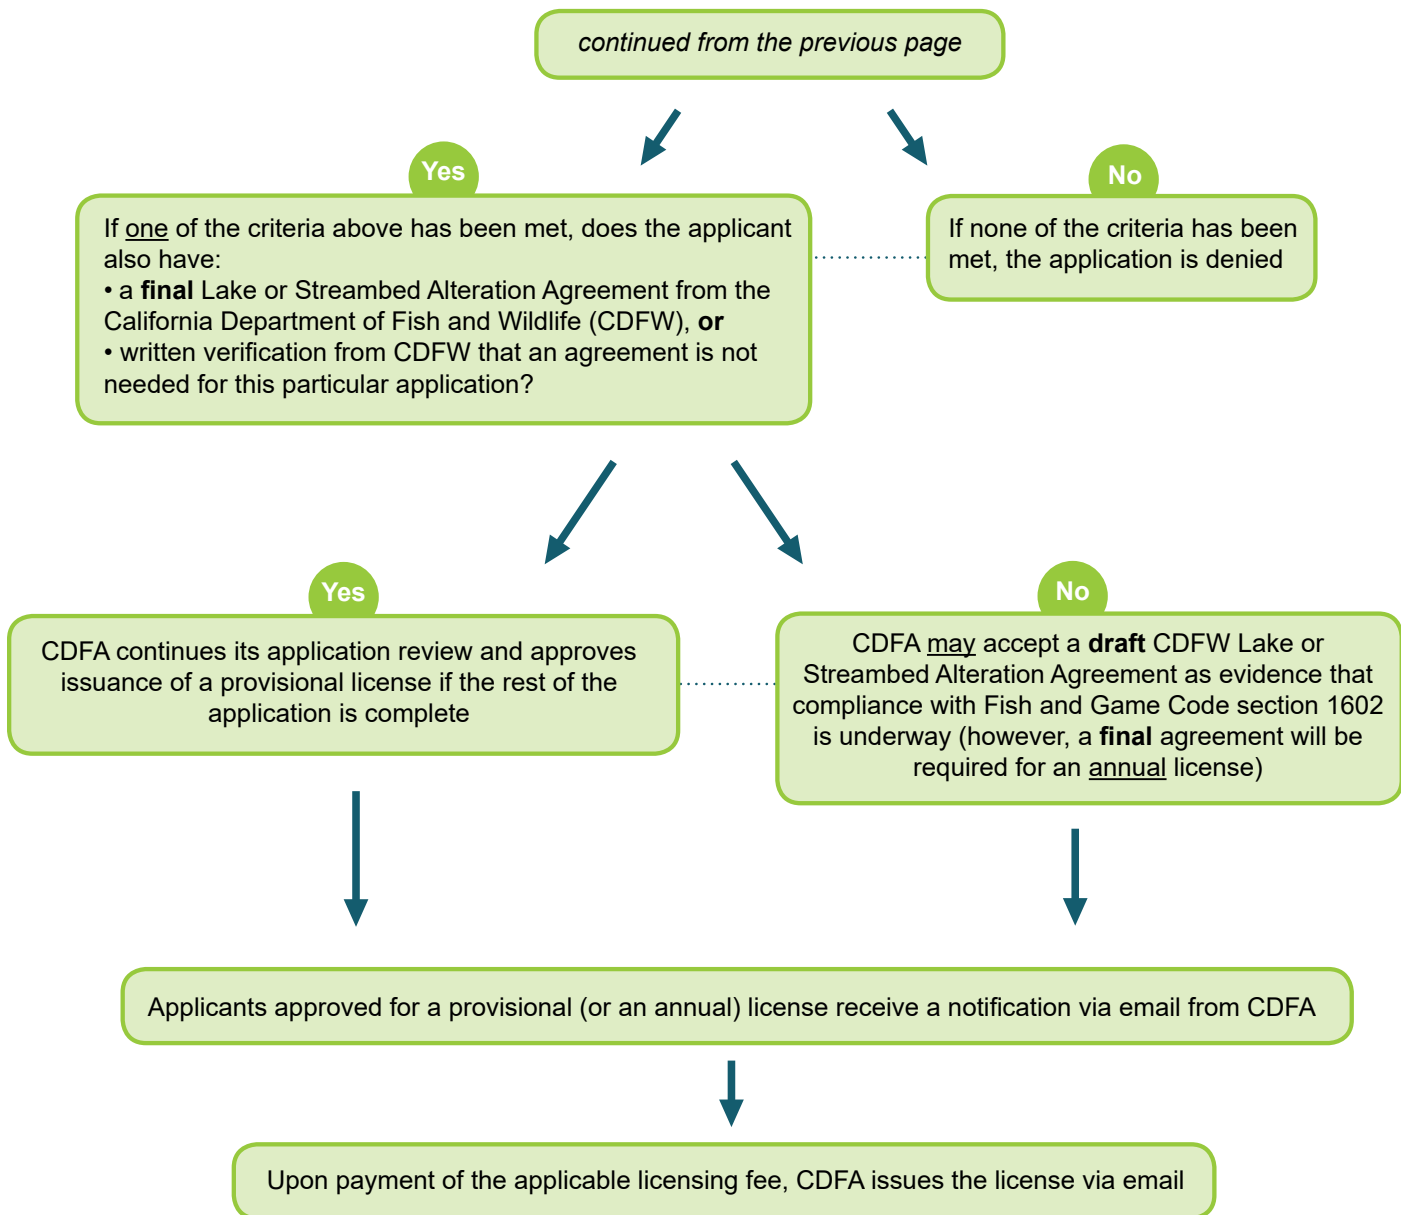 continued from the previous page
Yes
If one of the criteria above has been met, does the applicant
also have:
• a final Lake or Streambed Alteration Agreement from the
California Department of Fish and Wildlife (CDFW), or
• written verification from CDFW that an agreement is not
needed for this particular application?
No
If none of the criteria has been
met, the application is denied
Yes
CDFA continues its application review and approves
issuance of a provisional license if the rest of the
application is complete
No
CDFA may accept a draft CDFW Lake or
Streambed Alteration Agreement as evidence that
compliance with Fish and Game Code section 1602
is underway (however, a final agreement will be
required for an annual license)
Applicants approved for a provisional (or an annual) license receive a notification via email from CDFA
Upon payment of the applicable licensing fee, CDFA issues the license via email